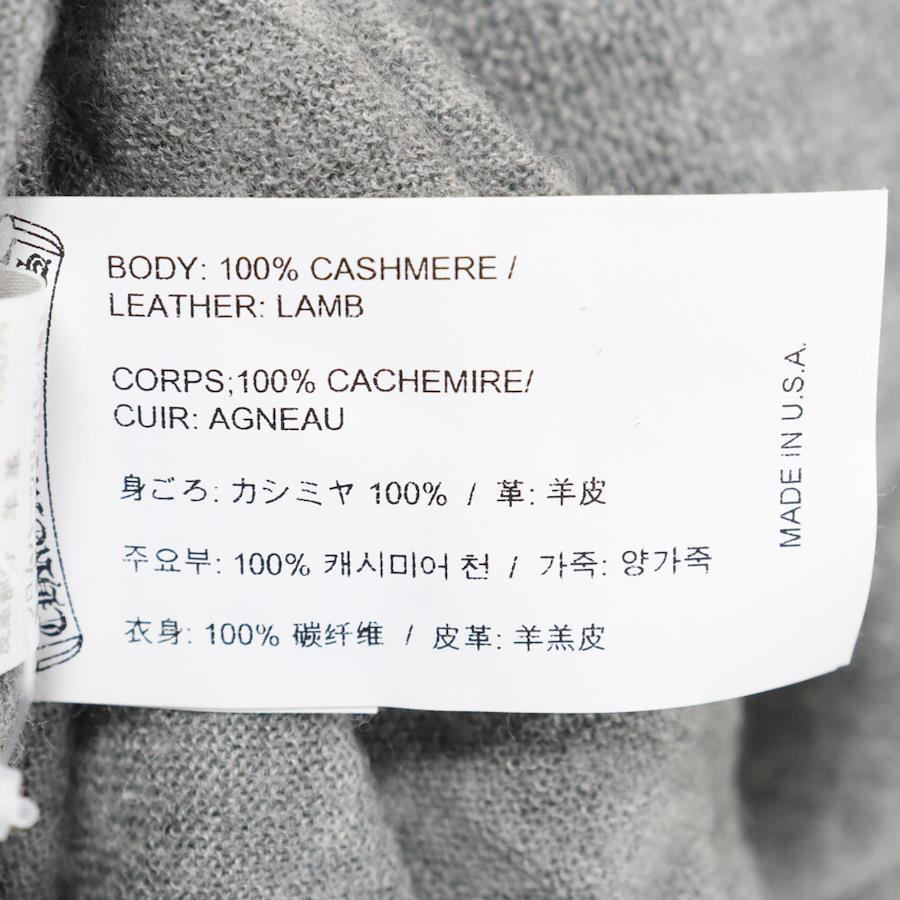 BODY: 100% CASHMERE /
LEATHER: LAMB
CORPS;100% CACHEMIRE/
CUIR: AGNEAU
身ごろ: カシミヤ 100% / 革: 羊皮
주요부: 100% 캐시미어 천 / 가죽: 양가죽
衣身: 100% 碳纤维 / 皮革: 羊羔皮
MADE IN U.S.A.